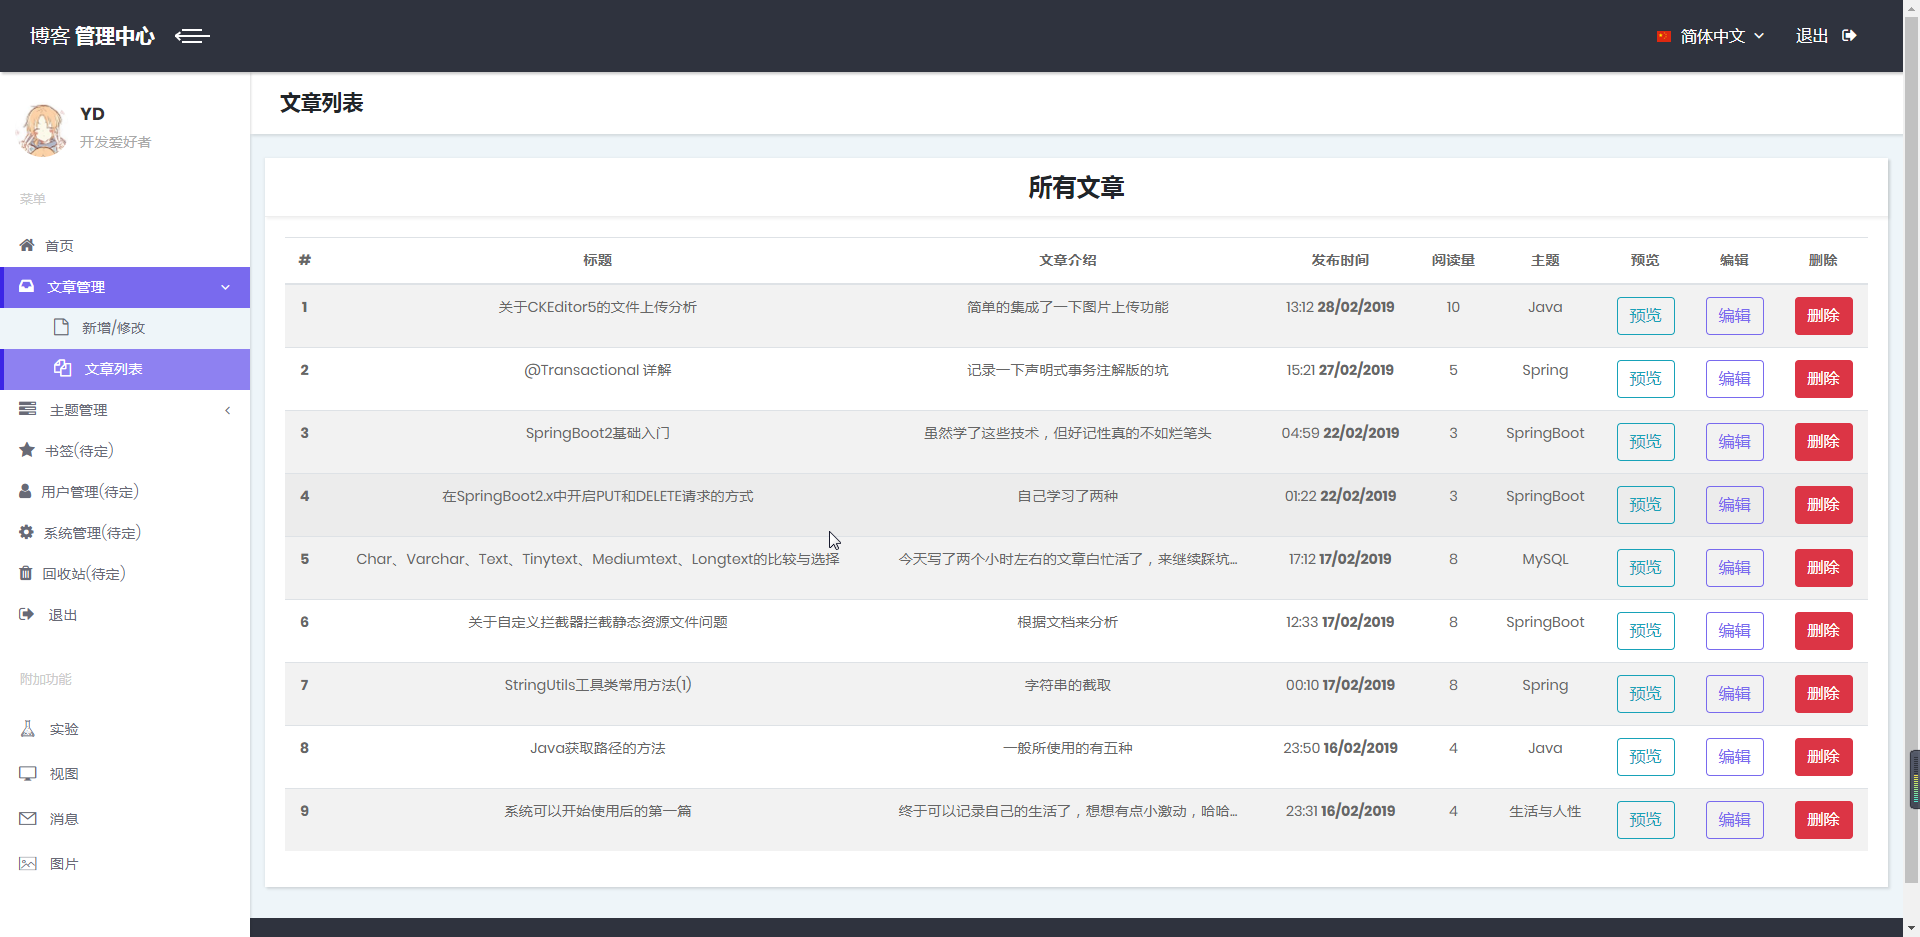 博客 管理中心
简体中文
退出
YD
开发爱好者
菜单
首页
文章管理
新增/修改
文章列表
主题管理
书签(待定)
用户管理(待定)
系统管理(待定)
回收站(待定)
退出
附加功能
实验
视图
消息
图片
文章列表
所有文章
# 标题 文章介绍 发布时间 阅读量 主题 预览 编辑 删除
1 关于CKEditor5的文件上传分析 简单的集成了一下图片上传功能 13:12 28/02/2019 10 Java 预览 编辑 删除
2 @Transactional 详解 记录一下声明式事务注解版的坑 15:21 27/02/2019 5 Spring 预览 编辑 删除
3 SpringBoot2基础入门 虽然学了这些技术，但好记性真的不如烂笔头 04:59 22/02/2019 3 SpringBoot 预览 编辑 删除
4 在SpringBoot2.x中开启PUT和DELETE请求的方式 自己学习了两种 01:22 22/02/2019 3 SpringBoot 预览 编辑 删除
5 Char、Varchar、Text、Tinytext、Mediumtext、Longtext的比较与选择 今天写了两个小时左右的文章白忙活了，来继续踩坑... 17:12 17/02/2019 8 MySQL 预览 编辑 删除
6 关于自定义拦截器拦截静态资源文件问题 根据文档来分析 12:33 17/02/2019 8 SpringBoot 预览 编辑 删除
7 StringUtils工具类常用方法(1) 字符串的截取 00:10 17/02/2019 8 Spring 预览 编辑 删除
8 Java获取路径的方法 一般所使用的有五种 23:50 16/02/2019 4 Java 预览 编辑 删除
9 系统可以开始使用后的第一篇 终于可以记录自己的生活了，想想有点小激动，哈哈... 23:31 16/02/2019 4 生活与人性 预览 编辑 删除